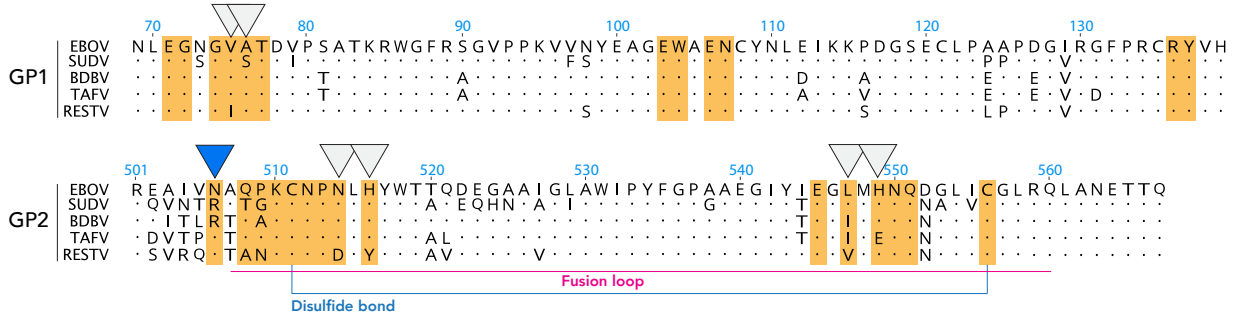 70 80 90 100 110 120 130
EBOV N L E G N G V A T D V P S A T K R W G F R S G V P P K V V N Y E A G E W A E N C Y N L E I K K P D G S E C L P A A P D G I R G F P R C R Y V H
SUDV · · · · S · · S · · I · · · · · · · · · · · · · · · · · F S · · · · · · · · · · · · · · · · · · · · · · · · · P P · · · V · · · · · · · · · ·
GP1
BDBV · · · · · · · · · · · · T · · · · · · · · A · · · · · · · · · · · · · · · · · · · · · D · · · A · · · · · · · E · · E · V · · · · · · · · · ·
TAFV · · · · · · · · · · · · T · · · · · · · · A · · · · · · · · · · · · · · · · · · · · · A · · · V · · · · · · · E · · E · V · D · · · · · · · ·
RESTV · · · · · · I · · · · · · · · · · · · · · · · · · · · · · S · · · · · · · · · · · · · · · · · S · · · · · · · L P · · · V · · · · · · · · · ·
501 510 520 530 540 550 560
EBOV R E A I V N A Q P K C N P N L H Y W T T Q D E G A A I G L A W I P Y F G P A A E G I Y I E G L M H N Q D G L I C G L R Q L A N E T T Q
SUDV · Q V N T R · T G · · · · · · · · · · A · E Q H N · A · I · · · · · · · · G · · · · · T · · · · · · · N A · V · · · · · · · · · · · ·
GP2
BDBV · · I T L R T · A · · · · · · · · · · · · · · · · · · · · · · · · · · · · · · · · · · T · · I · · · · N · · · · · · · · · · · · · · ·
TAFV · D V T P · T · · · · · · · · · · · · A L · · · · · · · · · · · · · · · · · · · · · · T · · I · E · · N · · · · · · · · · · · · · · ·
RESTV · S V R Q · T A N · · · · D · Y · · · A V · · · · · V · · · · · · · · · · · · · · · · · · · V · · · · N · · · · · · · · · · · · · · ·
Fusion loop
Disulfide bond